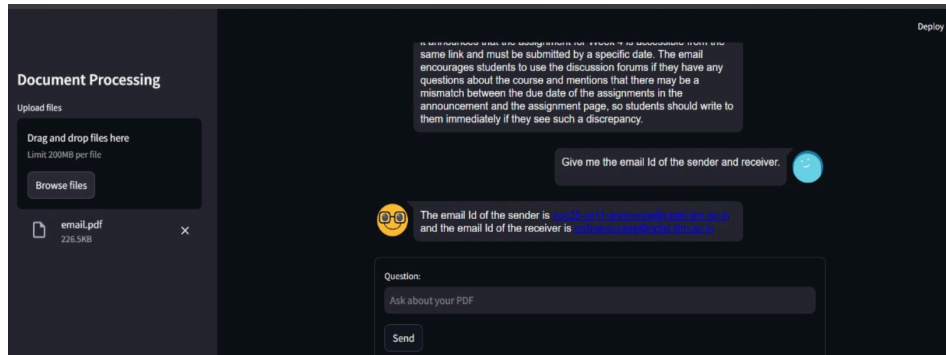 Deploy
Document Processing
Upload files
Drag and drop files here
Limit 200MB per file
Browse files
email.pdf
226.5KB
it announces that the assignment for Week 4 is accessible from the
same link and must be submitted by a specific date. The email
encourages students to use the discussion forums if they have any
questions about the course and mentions that there may be a
mismatch between the due date of the assignments in the
announcement and the assignment page, so students should write to
them immediately if they see such a discrepancy.
Give me the email Id of the sender and receiver.
The email Id of the sender is
and the email Id of the receiver is
Question:
Ask about your PDF
Send